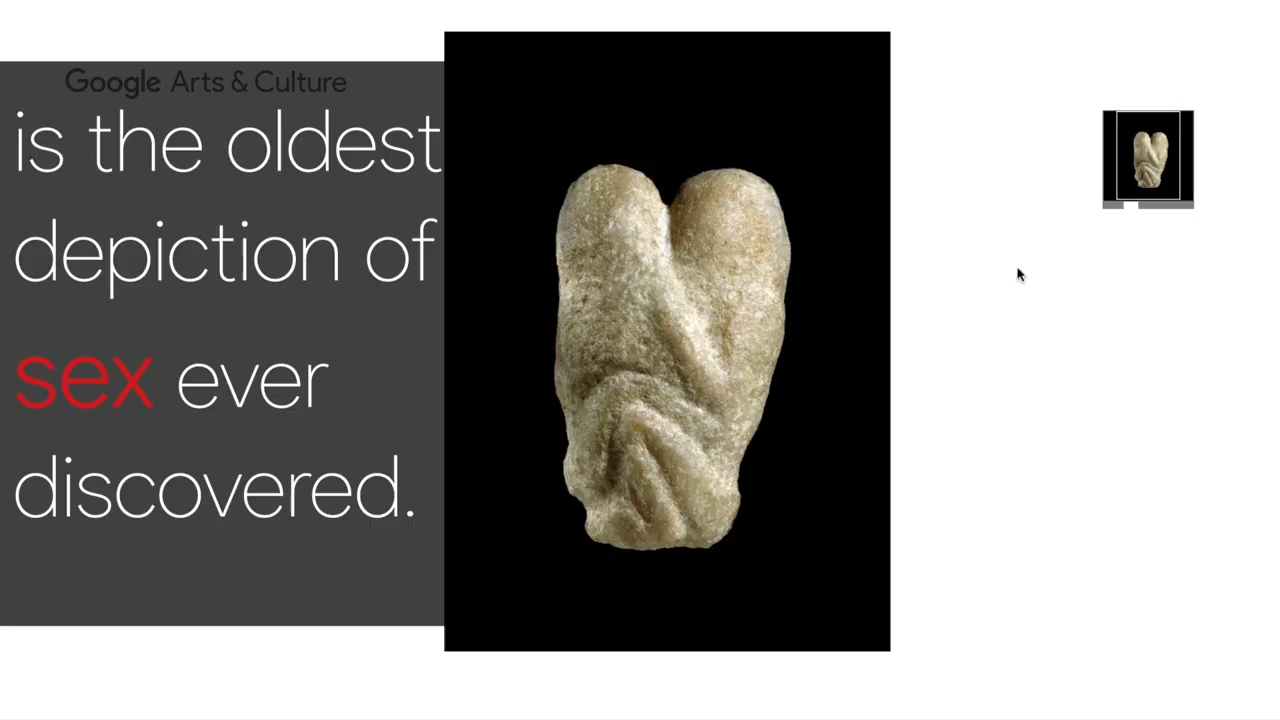 Google Arts & Culture
is the oldest
depiction of
sex ever
discovered.